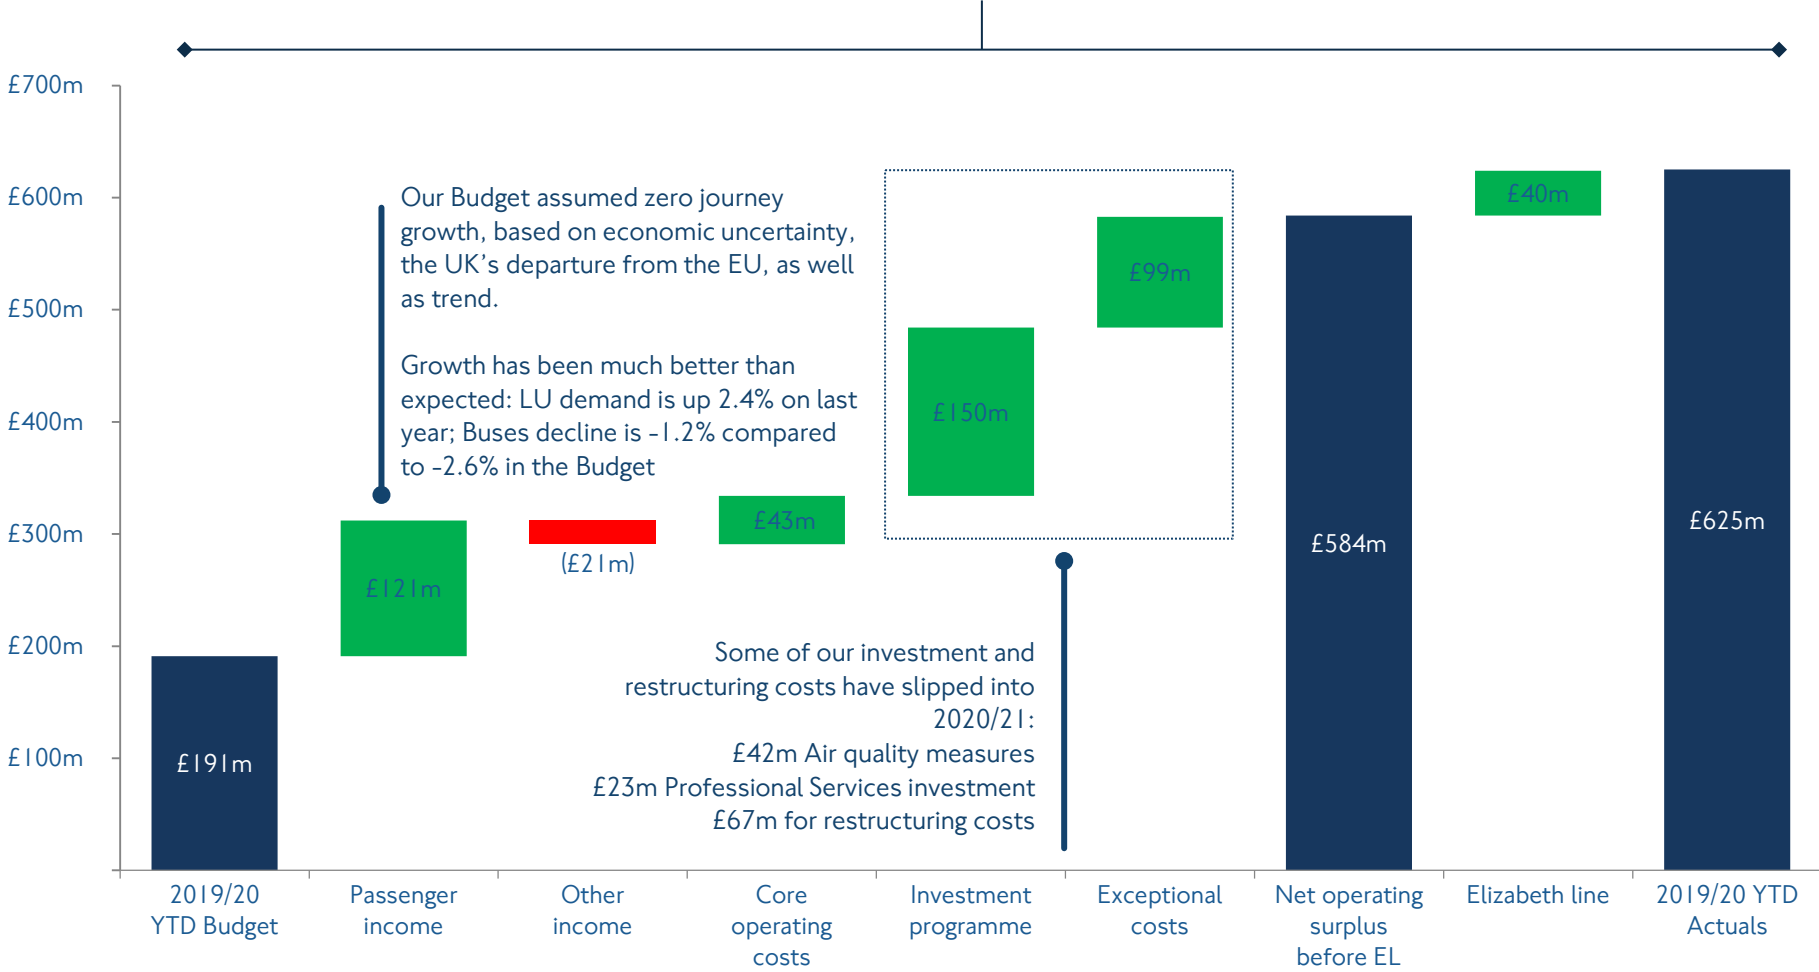 £700m
£600m
£500m
£400m
£300m
£200m
£100m
Our Budget assumed zero journey
growth, based on economic uncertainty,
the UK’s departure from the EU, as well
as trend.
Growth has been much better than
expected: LU demand is up 2.4% on last
year; Buses decline is -1.2% compared
to -2.6% in the Budget
£191m
£121m
(£21m)
£43m
£150m
£99m
£584m
£40m
£625m
Some of our investment and
restructuring costs have slipped into
2020/21:
£42m Air quality measures
£23m Professional Services investment
£67m for restructuring costs
2019/20
YTD Budget
Passenger
income
Other
income
Core
operating
costs
Investment
programme
Exceptional
costs
Net operating
surplus
before EL
Elizabeth line
2019/20 YTD
Actuals